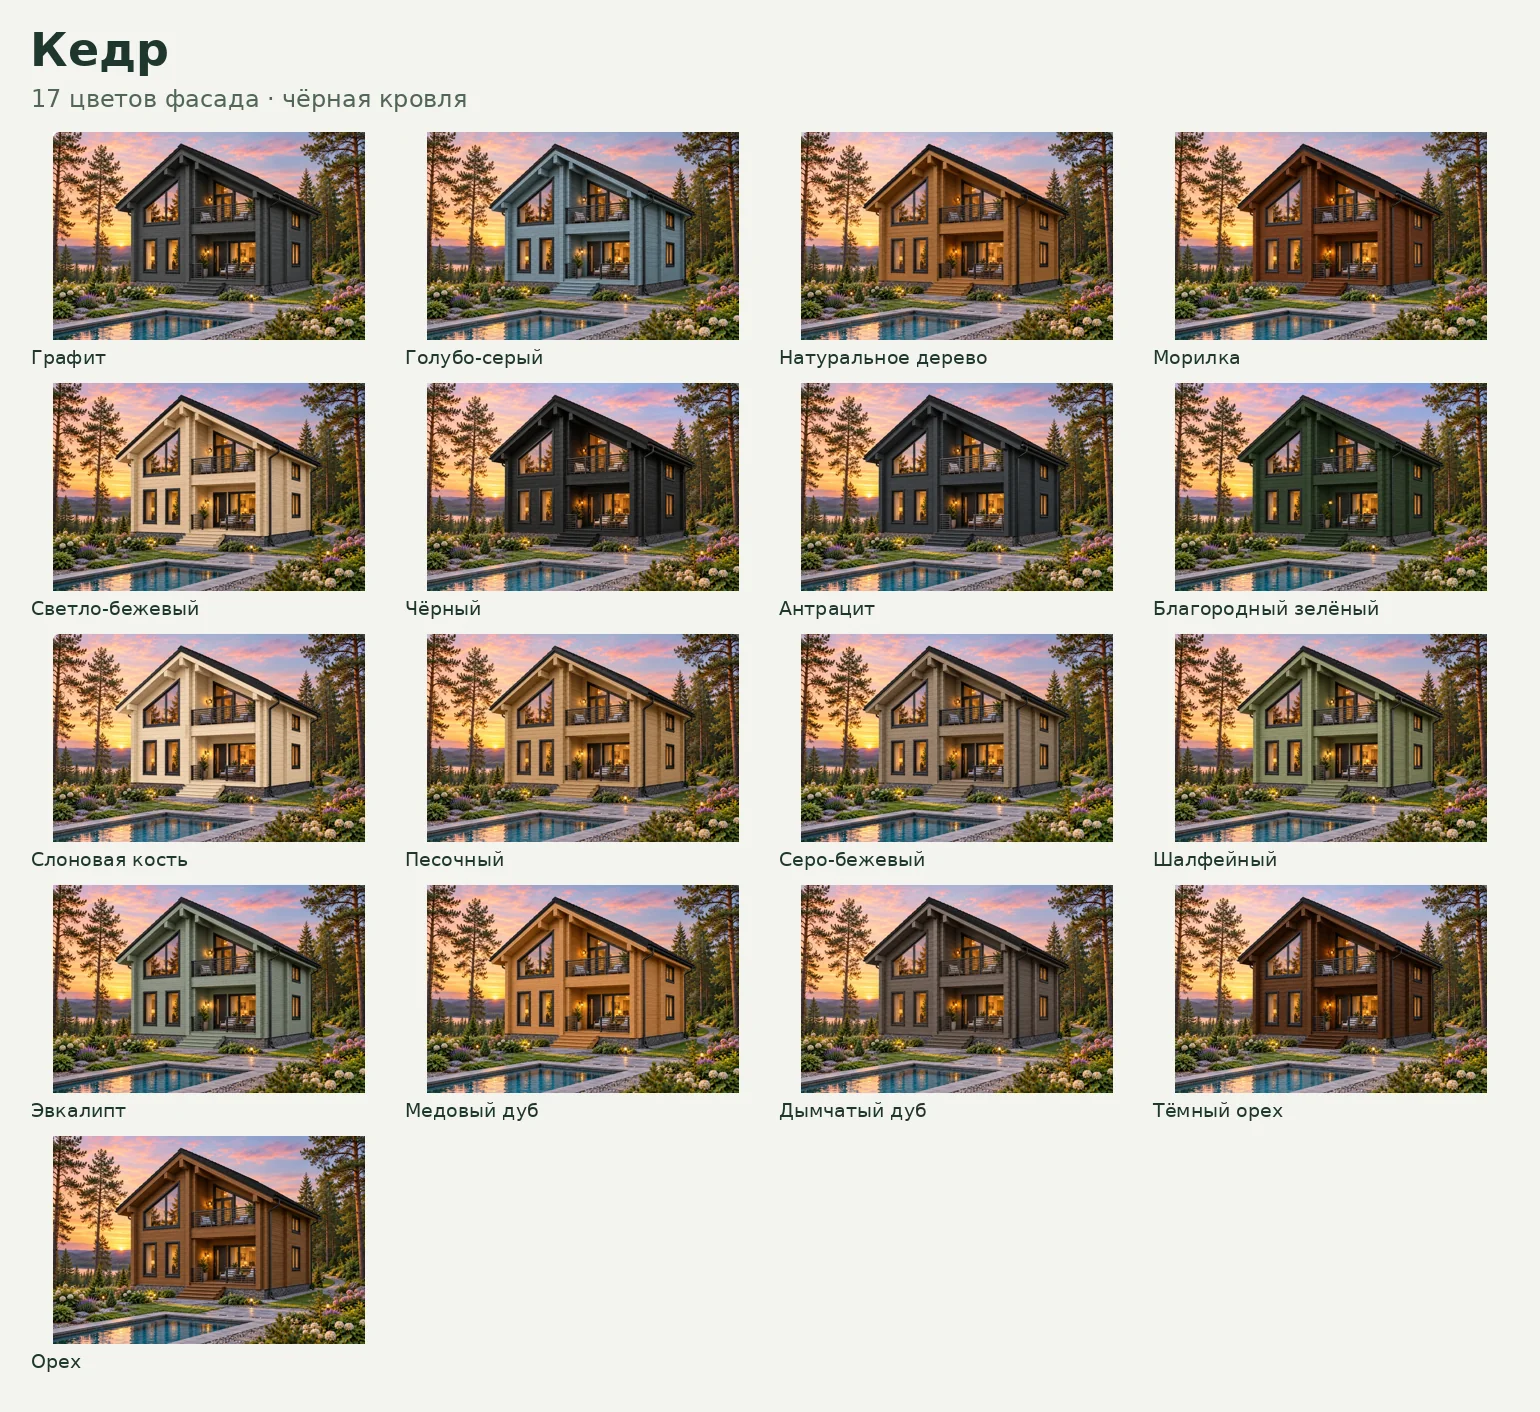 Кедр
17 цветов фасада · чёрная кровля
Графит
Голубо-серый
Натуральное дерево
Морилка
Светло-бежевый
Чёрный
Антрацит
Благородный зелёный
Слоновая кость
Песочный
Серо-бежевый
Шалфейный
Эвкалипт
Медовый дуб
Дымчатый дуб
Тёмный орех
Орех